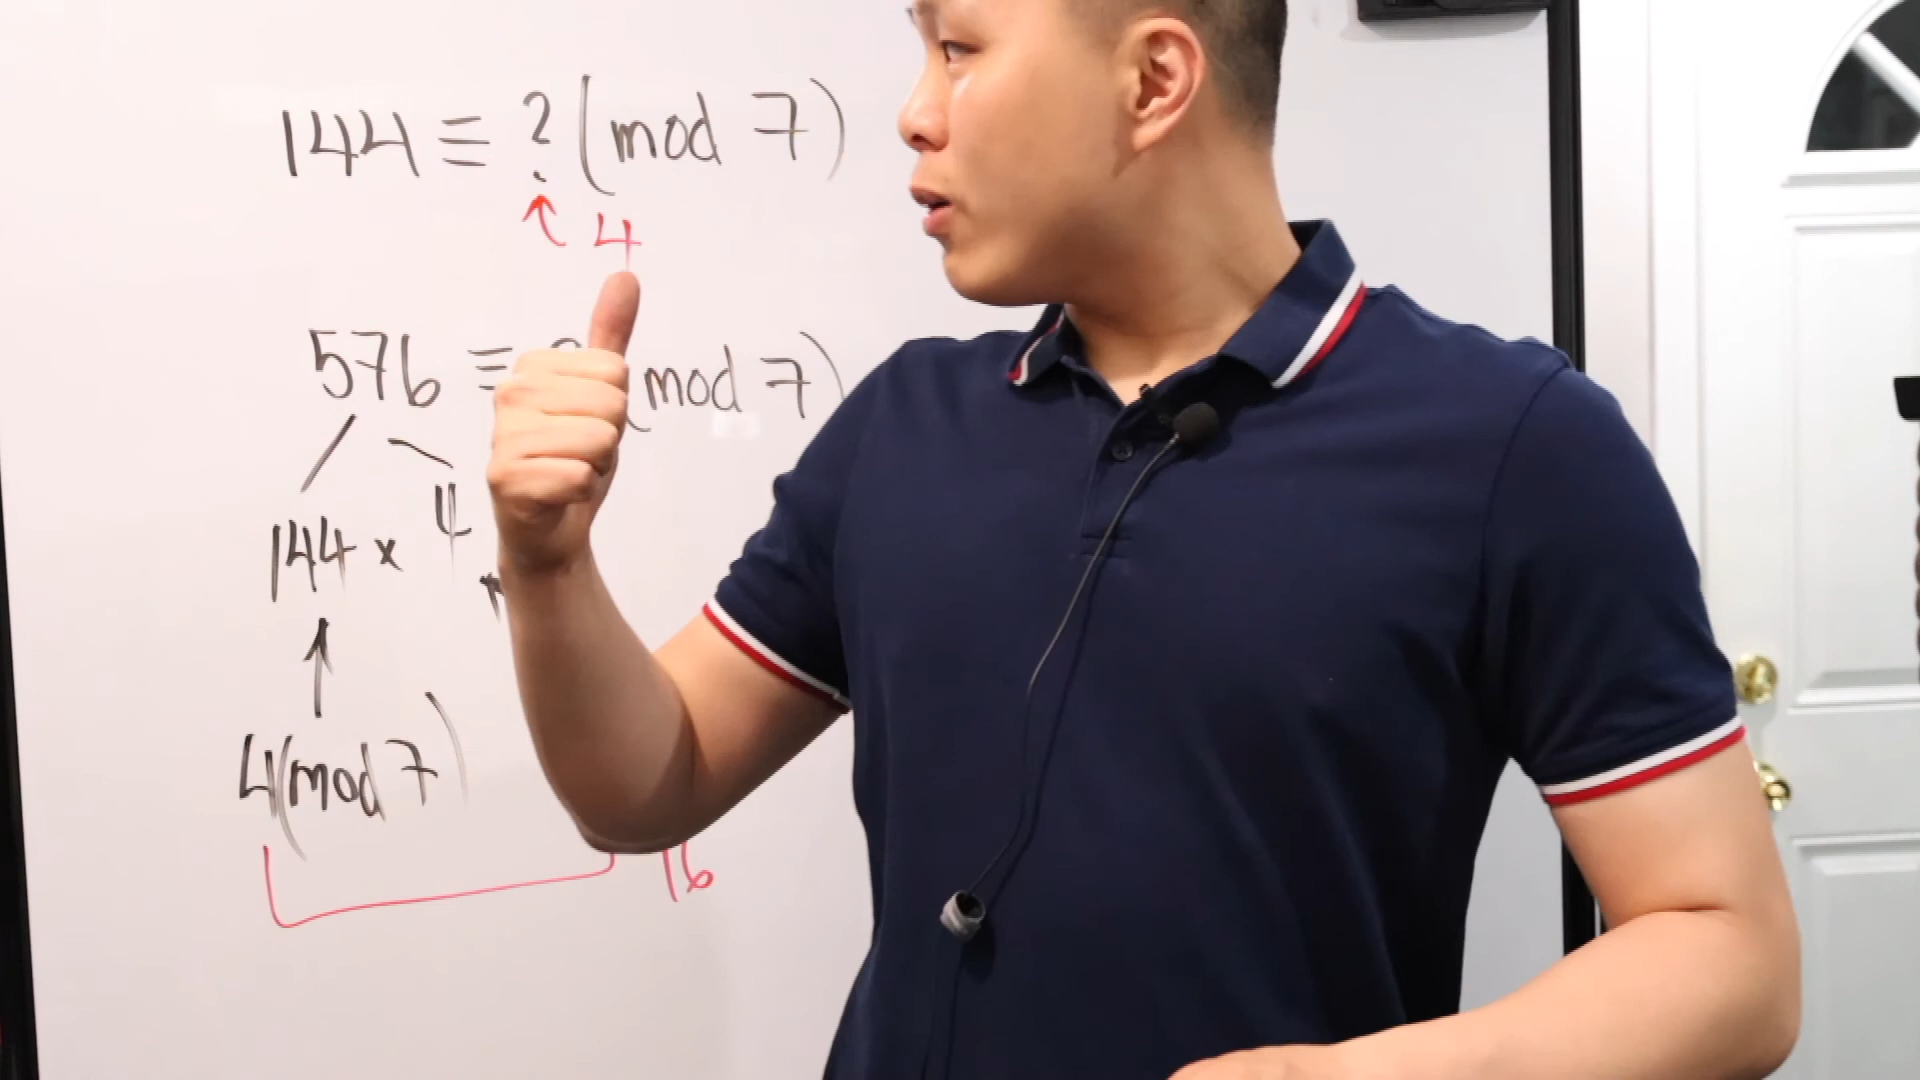 144 ≡ ? (mod 7)
4
576 ≡ (mod 7)
144 × 4
4(mod 7)
16